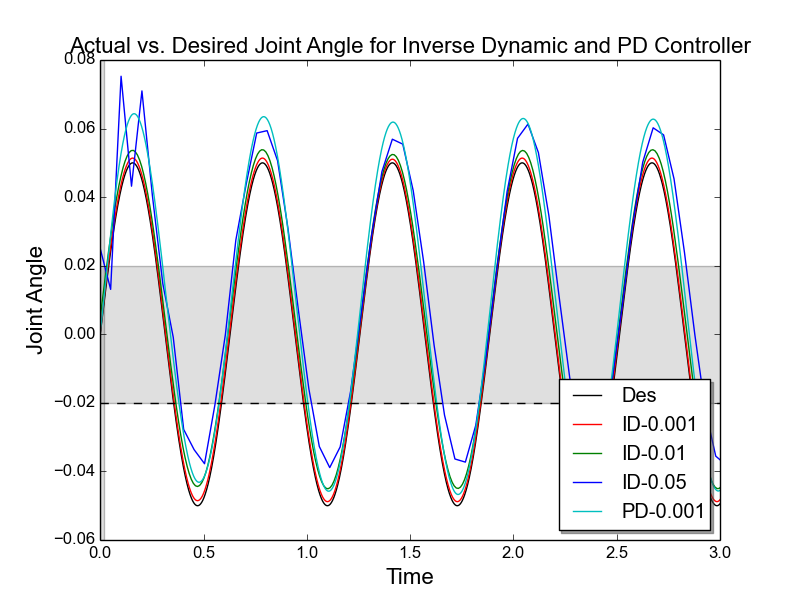 Actual vs. Desired Joint Angle for Inverse Dynamic and PD Controller
0.08
0.06
0.04
0.02
0.00
−0.02
−0.04
−0.06
Joint Angle
0.0 0.5 1.0 1.5 2.0 2.5 3.0
Time
Des
ID-0.001
ID-0.01
ID-0.05
PD-0.001